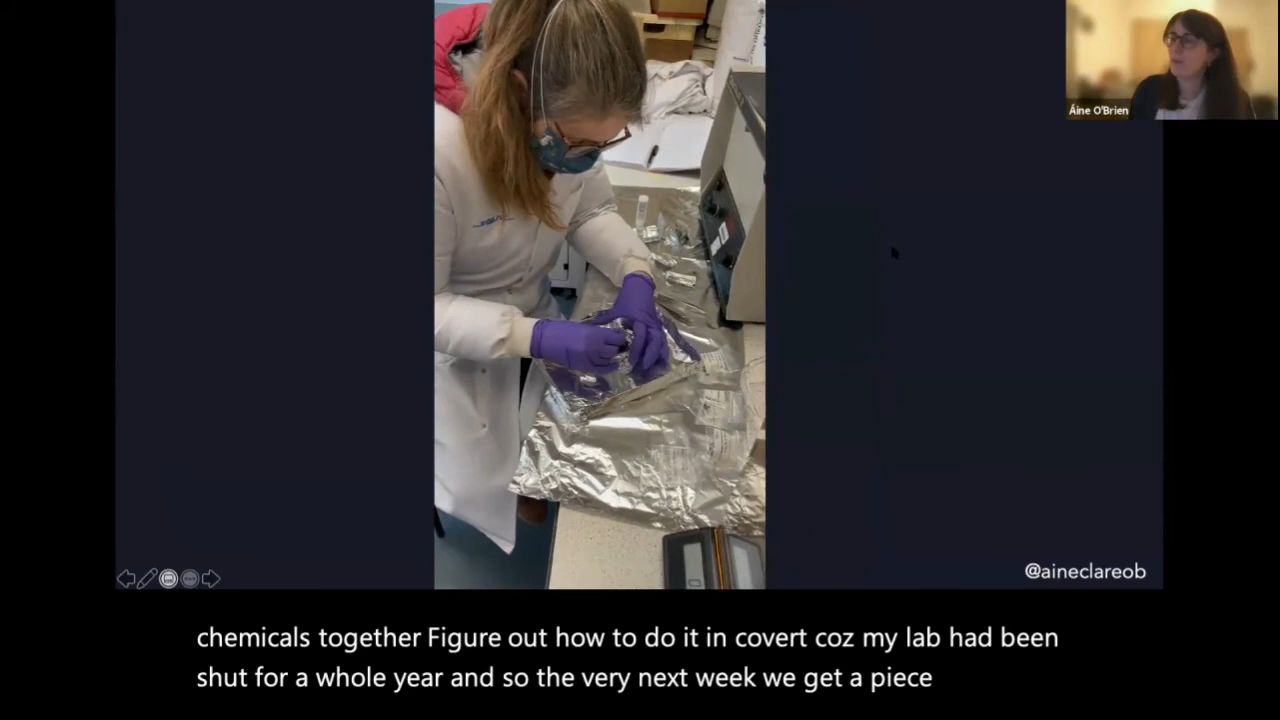 Áine O'Brien
@aineclareob
chemicals together Figure out how to do it in covert coz my lab had been
shut for a whole year and so the very next week we get a piece